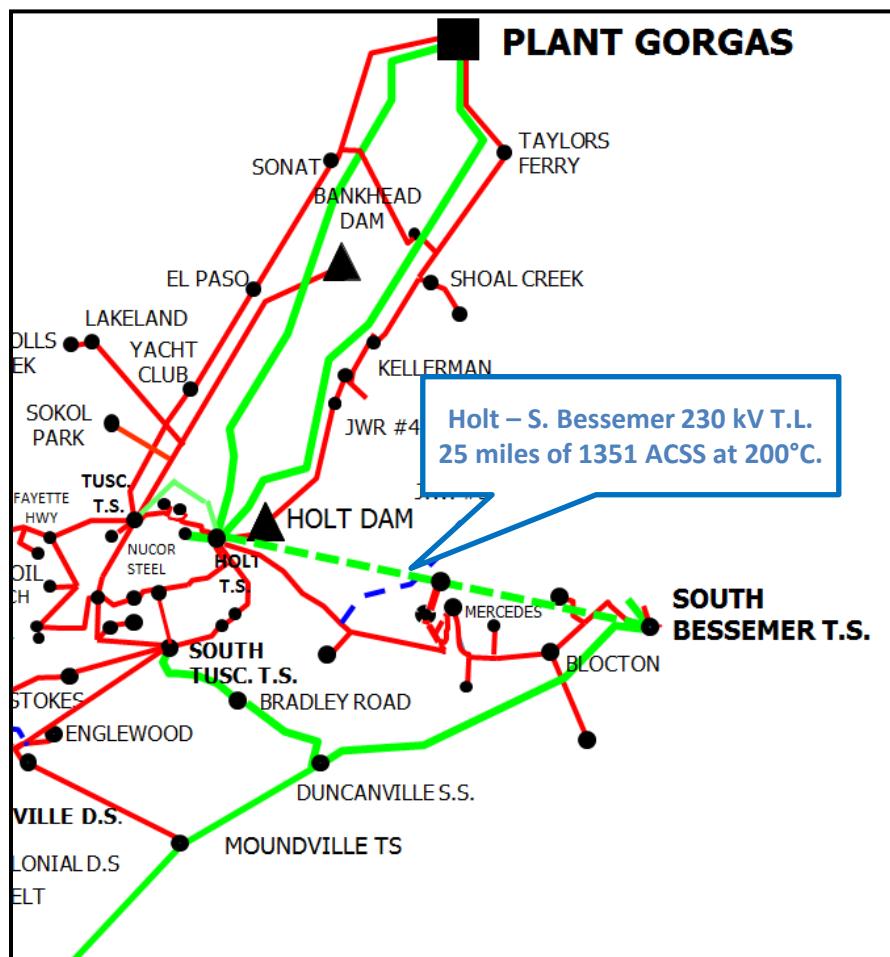 PLANT GORGAS
TAYLORS
FERRY
SONAT
BANKHEAD
DAM
EL PASO
SHOAL CREEK
LAKELAND
OLLS
EK
YACHT
CLUB
KELLERMAN
SOKOL
PARK
JWR #4
Holt – S. Bessemer 230 kV T.L.
25 miles of 1351 ACSS at 200°C.
TUSC.
T.S.
FAYETTE
HWY
HOLT DAM
NUCOR
STEEL
HOLT
T.S.
OIL
CH
MERCEDES
SOUTH
BESSEMER T.S.
SOUTH
TUSC. T.S.
BLOCTON
STOKES
BRADLEY ROAD
ENGLEWOOD
DUNCANVILLE S.S.
VILLE D.S.
MOUNDVILLE TS
LONIAL D.S
ELT